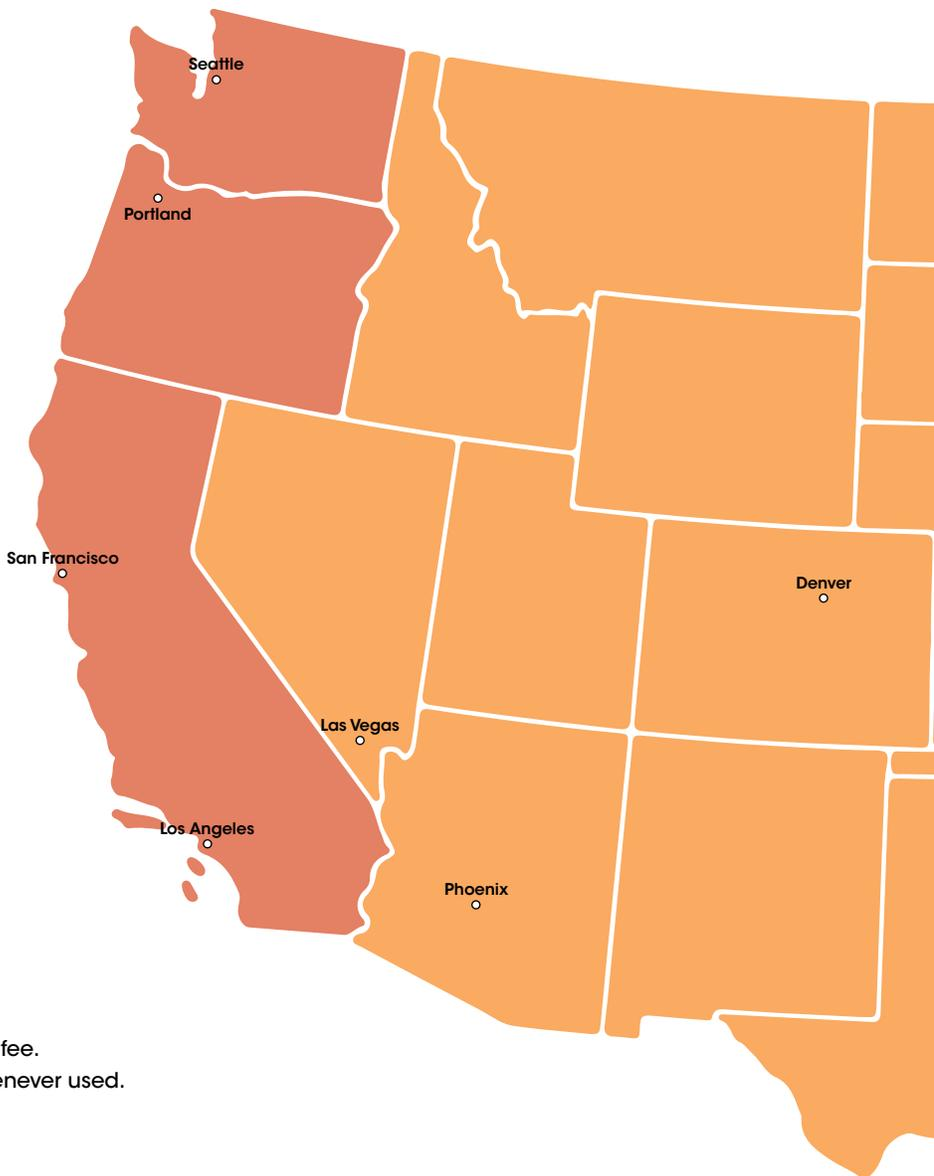 Seattle
Portland
San Francisco
Denver
Las Vegas
Los Angeles
Phoenix
fee.
enever used.